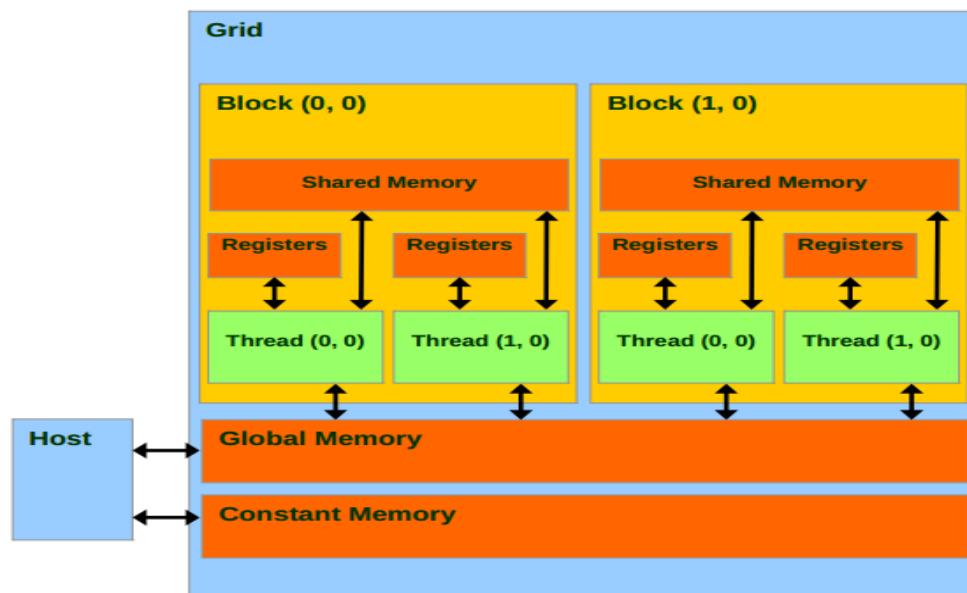 Grid
Block (0, 0)
Block (1, 0)
Shared Memory
Shared Memory
Registers
Registers
Registers
Registers
Thread (0, 0)
Thread (1, 0)
Thread (0, 0)
Thread (1, 0)
Host
Global Memory
Constant Memory